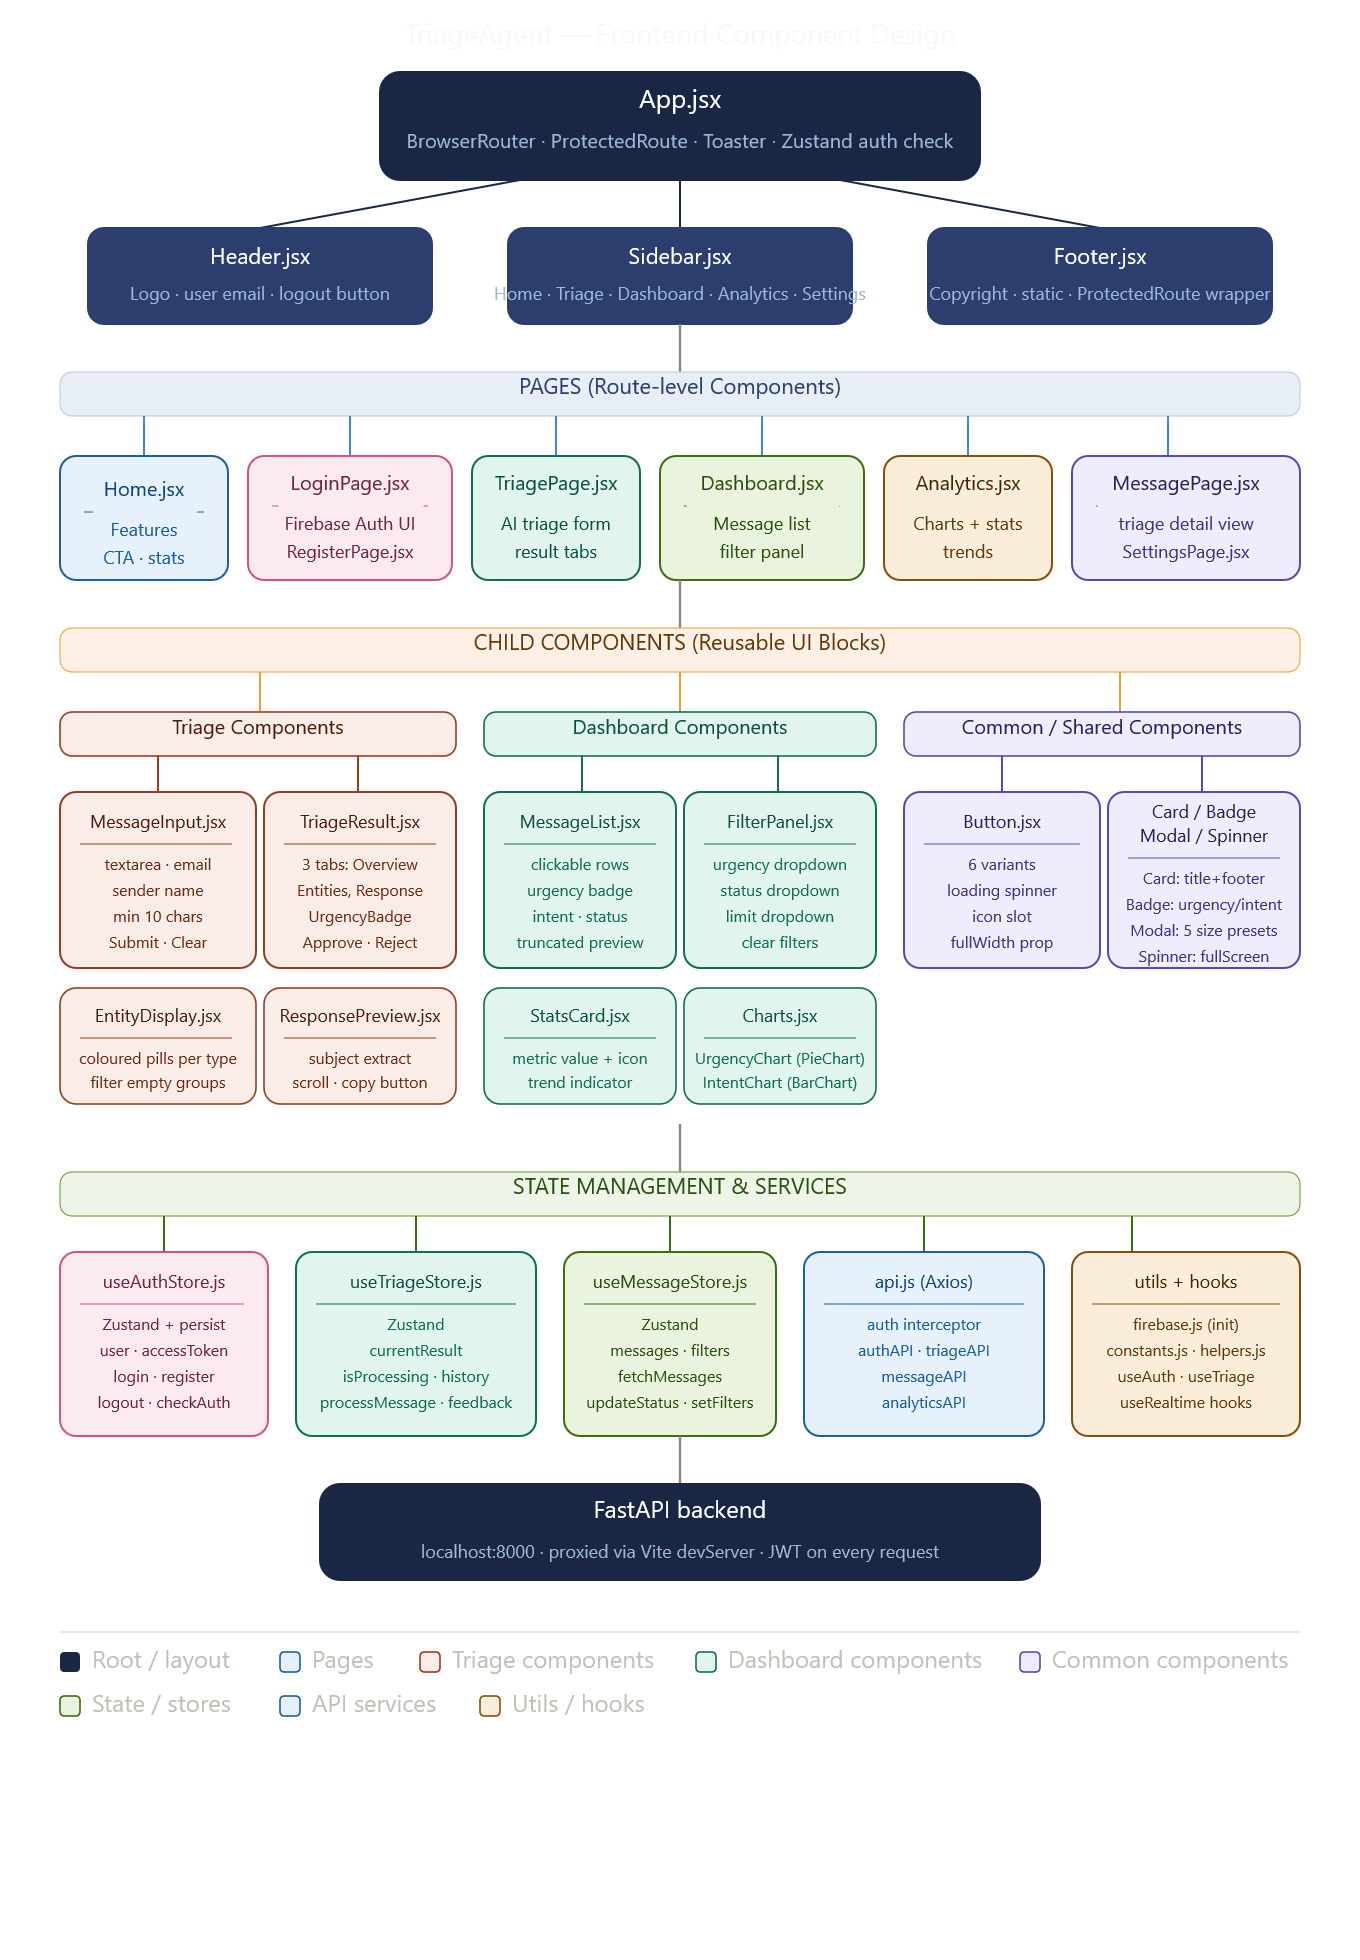 TriageAgent — Frontend Component Design
App.jsx
BrowserRouter · ProtectedRoute · Toaster · Zustand auth check
Header.jsx
Logo · user email · logout button
Sidebar.jsx
Home · Triage · Dashboard · Analytics · Settings
Footer.jsx
Copyright · static · ProtectedRoute wrapper
PAGES (Route-level Components)
Home.jsx
Features
CTA · stats
LoginPage.jsx
Firebase Auth UI
RegisterPage.jsx
TriagePage.jsx
AI triage form
result tabs
Dashboard.jsx
Message list
filter panel
Analytics.jsx
Charts + stats
trends
MessagePage.jsx
triage detail view
SettingsPage.jsx
CHILD COMPONENTS (Reusable UI Blocks)
Triage Components
Dashboard Components
Common / Shared Components
MessageInput.jsx
textarea · email
sender name
min 10 chars
Submit · Clear
TriageResult.jsx
3 tabs: Overview
Entities, Response
UrgencyBadge
Approve · Reject
MessageList.jsx
clickable rows
urgency badge
intent · status
truncated preview
FilterPanel.jsx
urgency dropdown
status dropdown
limit dropdown
clear filters
Button.jsx
6 variants
loading spinner
icon slot
fullWidth prop
Card / Badge
Modal / Spinner
Card: title+footer
Badge: urgency/intent
Modal: 5 size presets
Spinner: fullScreen
EntityDisplay.jsx
coloured pills per type
filter empty groups
ResponsePreview.jsx
subject extract
scroll · copy button
StatsCard.jsx
metric value + icon
trend indicator
Charts.jsx
UrgencyChart (PieChart)
IntentChart (BarChart)
STATE MANAGEMENT & SERVICES
useAuthStore.js
Zustand + persist
user · accessToken
login · register
logout · checkAuth
useTriageStore.js
Zustand
currentResult
isProcessing · history
processMessage · feedback
useMessageStore.js
Zustand
messages · filters
fetchMessages
updateStatus · setFilters
api.js (Axios)
auth interceptor
authAPI · triageAPI
messageAPI
analyticsAPI
utils + hooks
firebase.js (init)
constants.js · helpers.js
useAuth · useTriage
useRealtime hooks
FastAPI backend
localhost:8000 · proxied via Vite devServer · JWT on every request
Root / layout
Pages
Triage components
Dashboard components
Common components
State / stores
API services
Utils / hooks